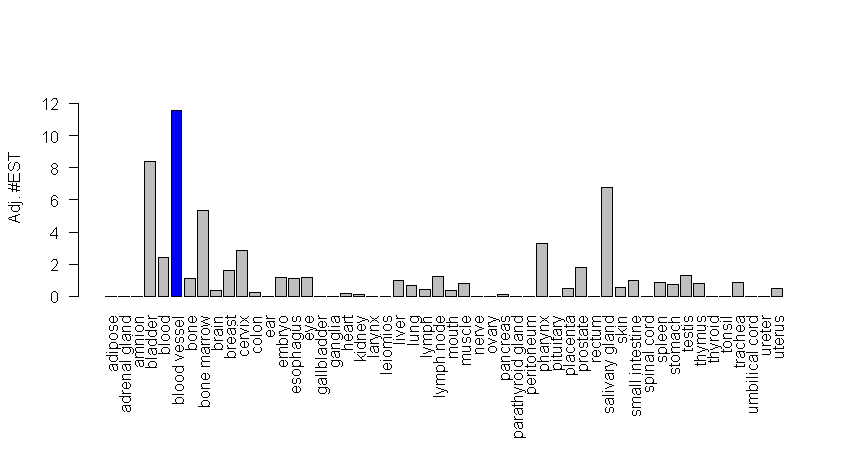 12
10
8
6
4
2
0
Adj. #EST
adipose
adrenal gland
amnion
bladder
blood
blood vessel
bone
bone marrow
brain
breast
cervix
colon
ear
embryo
esophagus
eye
gallbladder
ganglia
heart
kidney
larynx
leiomios
liver
lung
lymph
lymph node
mouth
muscle
nerve
ovary
pancreas
parathyroid gland
peritoneum
pharynx
pituitary
placenta
prostate
rectum
salivary gland
skin
small intestine
spinal cord
spleen
stomach
testis
thymus
thyroid
tonsil
trachea
umbilical cord
ureter
uterus